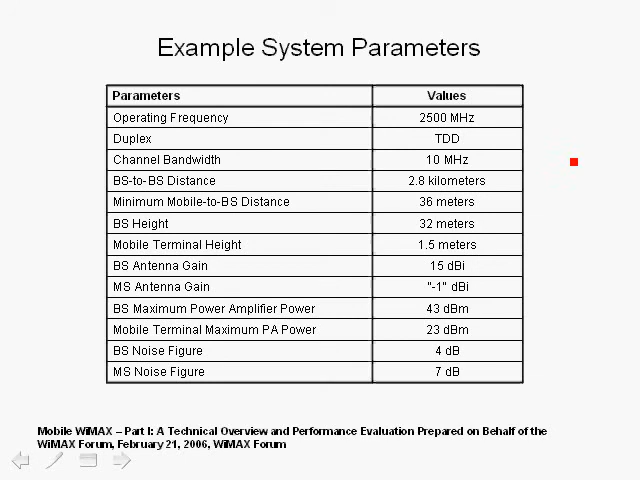 Example System Parameters
Parameters Values
Operating Frequency 2500 MHz
Duplex TDD
Channel Bandwidth 10 MHz
BS-to-BS Distance 2.8 kilometers
Minimum Mobile-to-BS Distance 36 meters
BS Height 32 meters
Mobile Terminal Height 1.5 meters
BS Antenna Gain 15 dBi
MS Antenna Gain "-1" dBi
BS Maximum Power Amplifier Power 43 dBm
Mobile Terminal Maximum PA Power 23 dBm
BS Noise Figure 4 dB
MS Noise Figure 7 dB
Mobile WiMAX – Part I: A Technical Overview and Performance Evaluation Prepared on Behalf of the
WiMAX Forum, February 21, 2006, WiMAX Forum